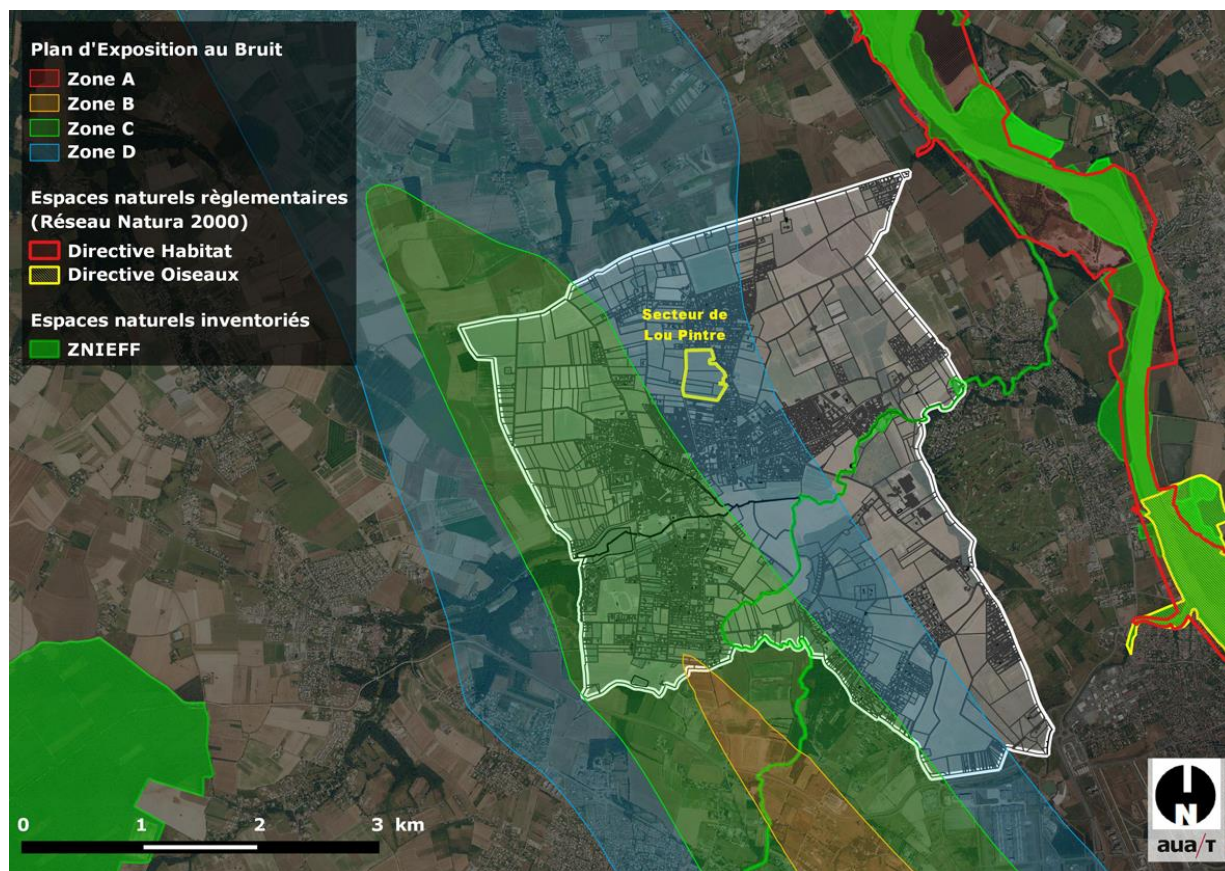 Plan d'Exposition au Bruit
Zone A
Zone B
Zone C
Zone D
Espaces naturels règlementaires
(Réseau Natura 2000)
Directive Habitat
Directive Oiseaux
Espaces naturels inventoriés
ZNIEFF
Secteur de
Lou Pintre
0 1 2 3 km
N
aua/T